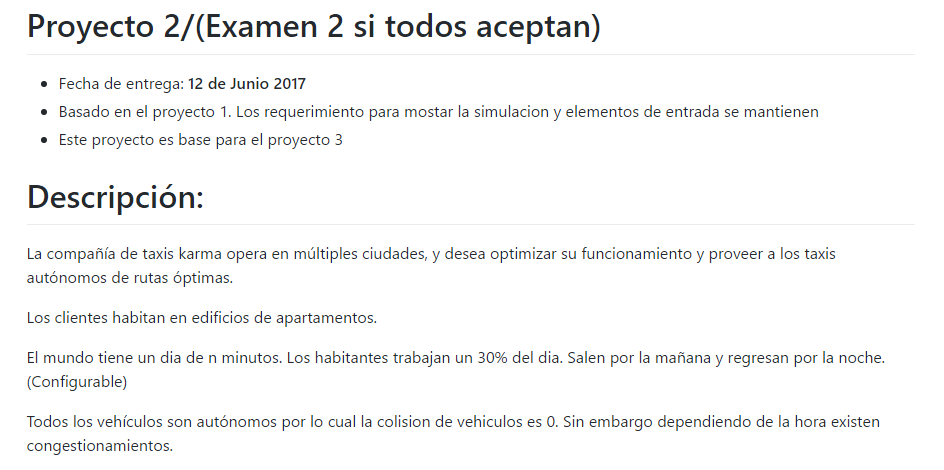 Proyecto 2/(Examen 2 si todos aceptan)
Fecha de entrega: 12 de Junio 2017
Basado en el proyecto 1. Los requerimiento para mostar la simulacion y elementos de entrada se mantienen
Este proyecto es base para el proyecto 3
Descripción:
La compañía de taxis karma opera en múltiples ciudades, y desea optimizar su funcionamiento y proveer a los taxis
autónomos de rutas óptimas.
Los clientes habitan en edificios de apartamentos.
El mundo tiene un dia de n minutos. Los habitantes trabajan un 30% del dia. Salen por la mañana y regresan por la noche.
(Configurable)
Todos los vehículos son autónomos por lo cual la colision de vehiculos es 0. Sin embargo dependiendo de la hora existen
congestionamientos.